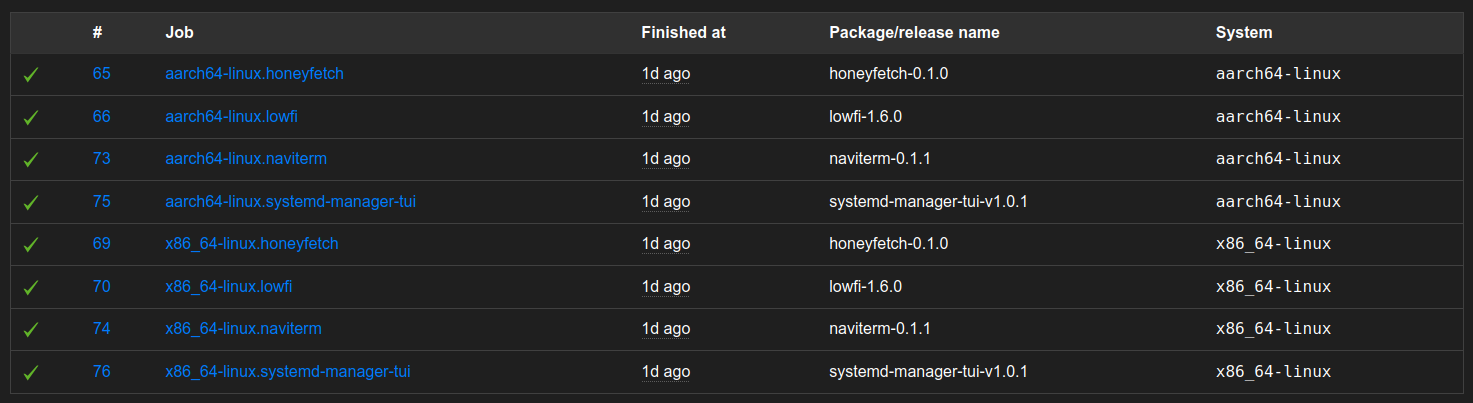 # Job Finished at Package/release name System
65 aarch64-linux.honeyfetch 1d ago honeyfetch-0.1.0 aarch64-linux
66 aarch64-linux.lowfi 1d ago lowfi-1.6.0 aarch64-linux
73 aarch64-linux.naviterm 1d ago naviterm-0.1.1 aarch64-linux
75 aarch64-linux.systemd-manager-tui 1d ago systemd-manager-tui-v1.0.1 aarch64-linux
69 x86_64-linux.honeyfetch 1d ago honeyfetch-0.1.0 x86_64-linux
70 x86_64-linux.lowfi 1d ago lowfi-1.6.0 x86_64-linux
74 x86_64-linux.naviterm 1d ago naviterm-0.1.1 x86_64-linux
76 x86_64-linux.systemd-manager-tui 1d ago systemd-manager-tui-v1.0.1 x86_64-linux